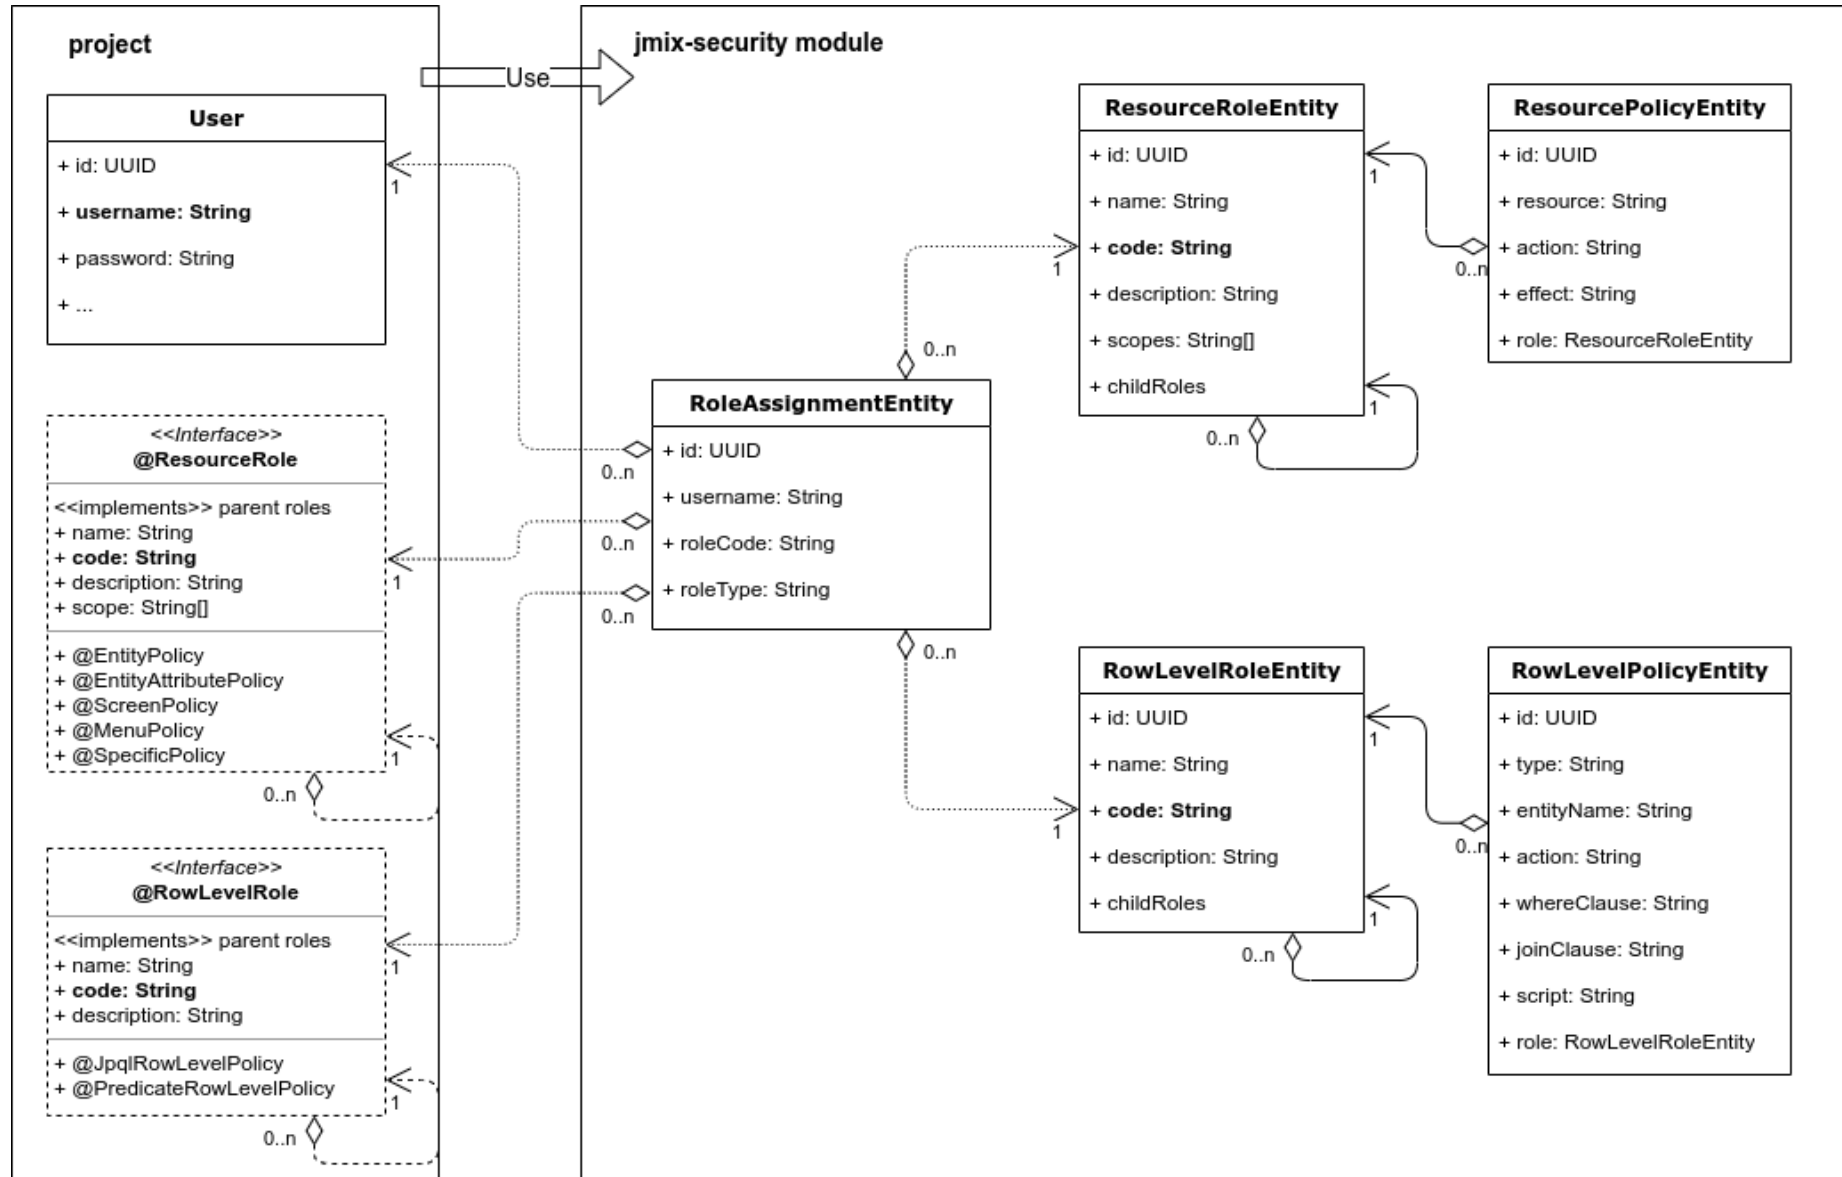 project
Use
jmix-security module
User
+ id: UUID
+ username: String
+ password: String
+ ...
1
<<Interface>>
@ResourceRole
<<implements>> parent roles
+ name: String
+ code: String
+ description: String
+ scope: String[]
+ @EntityPolicy
+ @EntityAttributePolicy
+ @ScreenPolicy
+ @MenuPolicy
+ @SpecificPolicy
1
1
0..n
<<Interface>>
@RowLevelRole
<<implements>> parent roles
+ name: String
+ code: String
+ description: String
+ @JpqlRowLevelPolicy
+ @PredicateRowLevelPolicy
1
1
0..n
RoleAssignmentEntity
+ id: UUID
+ username: String
+ roleCode: String
+ roleType: String
0..n
0..n
0..n
0..n
0..n
ResourceRoleEntity
+ id: UUID
+ name: String
+ code: String
+ description: String
+ scopes: String[]
+ childRoles
1
1
1
0..n
ResourcePolicyEntity
+ id: UUID
+ resource: String
+ action: String
+ effect: String
+ role: ResourceRoleEntity
0..n
RowLevelRoleEntity
+ id: UUID
+ name: String
+ code: String
+ description: String
+ childRoles
1
1
1
0..n
RowLevelPolicyEntity
+ id: UUID
+ type: String
+ entityName: String
+ action: String
+ whereClause: String
+ joinClause: String
+ script: String
+ role: RowLevelRoleEntity
0..n